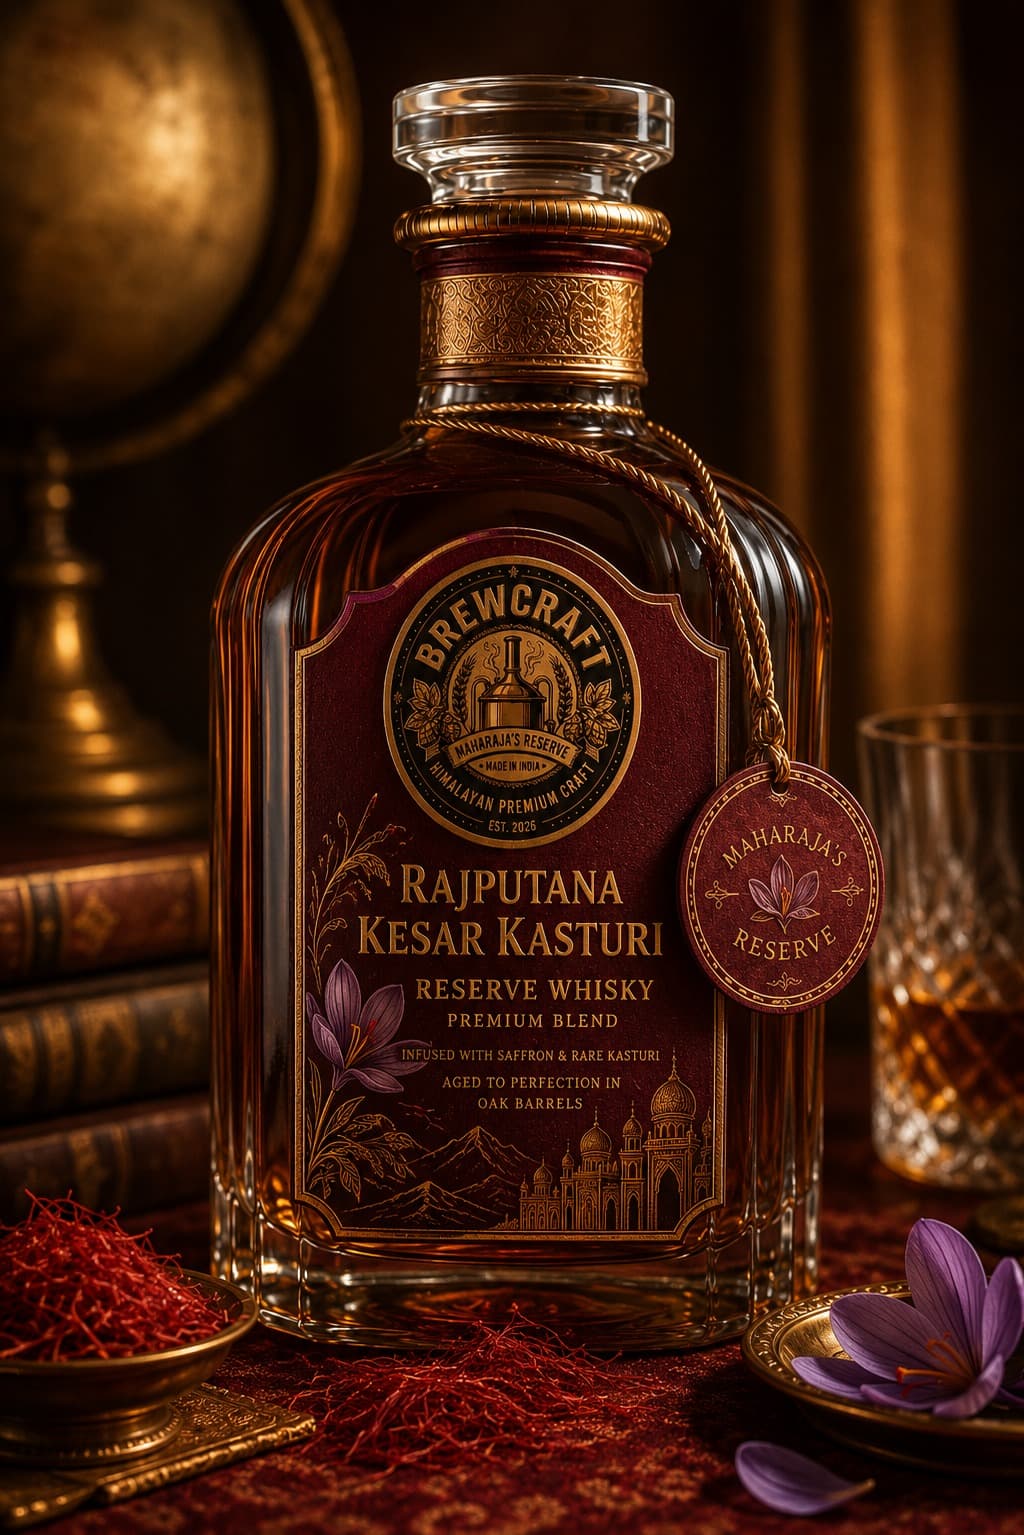 BREWCRAFT
MAHARAJA'S RESERVE
• MADE IN INDIA •
HIMALAYAN PREMIUM CRAFT
EST. 2026
RAJPUTANA
KESAR KASTURI
RESERVE WHISKY
PREMIUM BLEND
INFUSED WITH SAFFRON & RARE KASTURI
AGED TO PERFECTION IN
OAK BARRELS
MAHARAJA'S
RESERVE